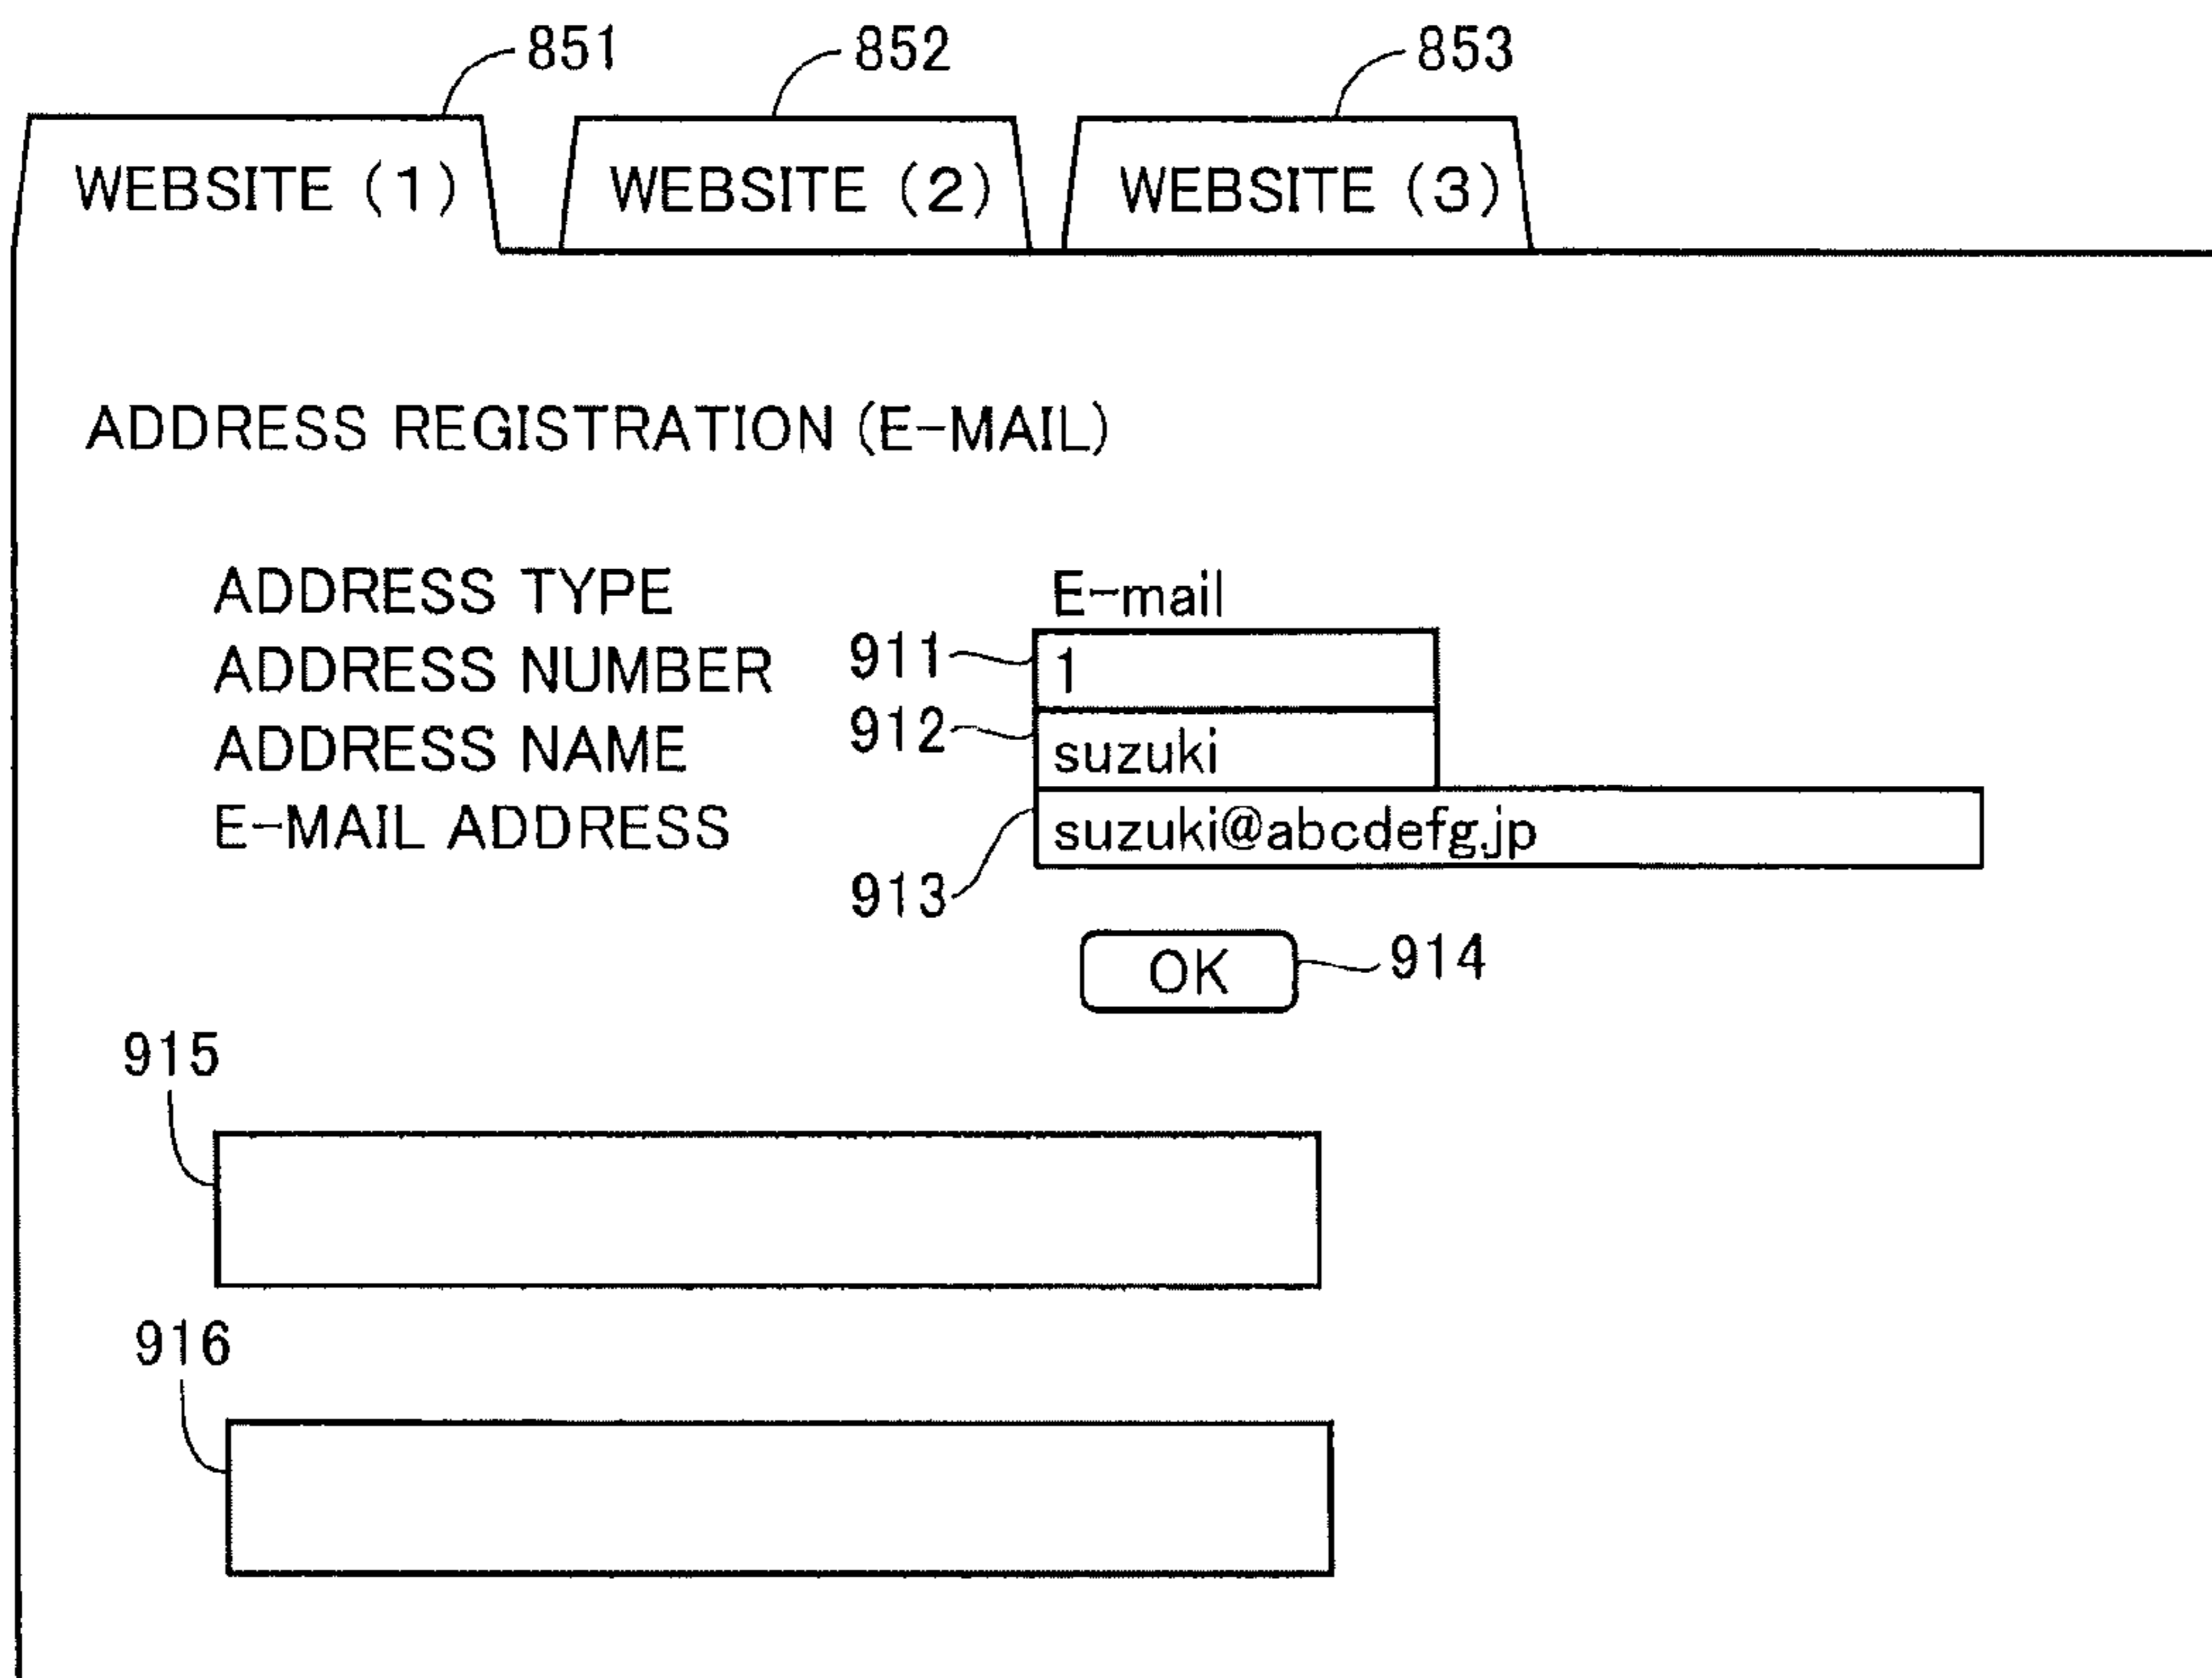 851 852 853
WEBSITE (1) WEBSITE (2) WEBSITE (3)
ADDRESS REGISTRATION (E-MAIL)
ADDRESS TYPE E-mail
ADDRESS NUMBER 911 1
ADDRESS NAME 912 suzuki
E-MAIL ADDRESS suzuki@abcdefg.jp
913
OK 914
915
916